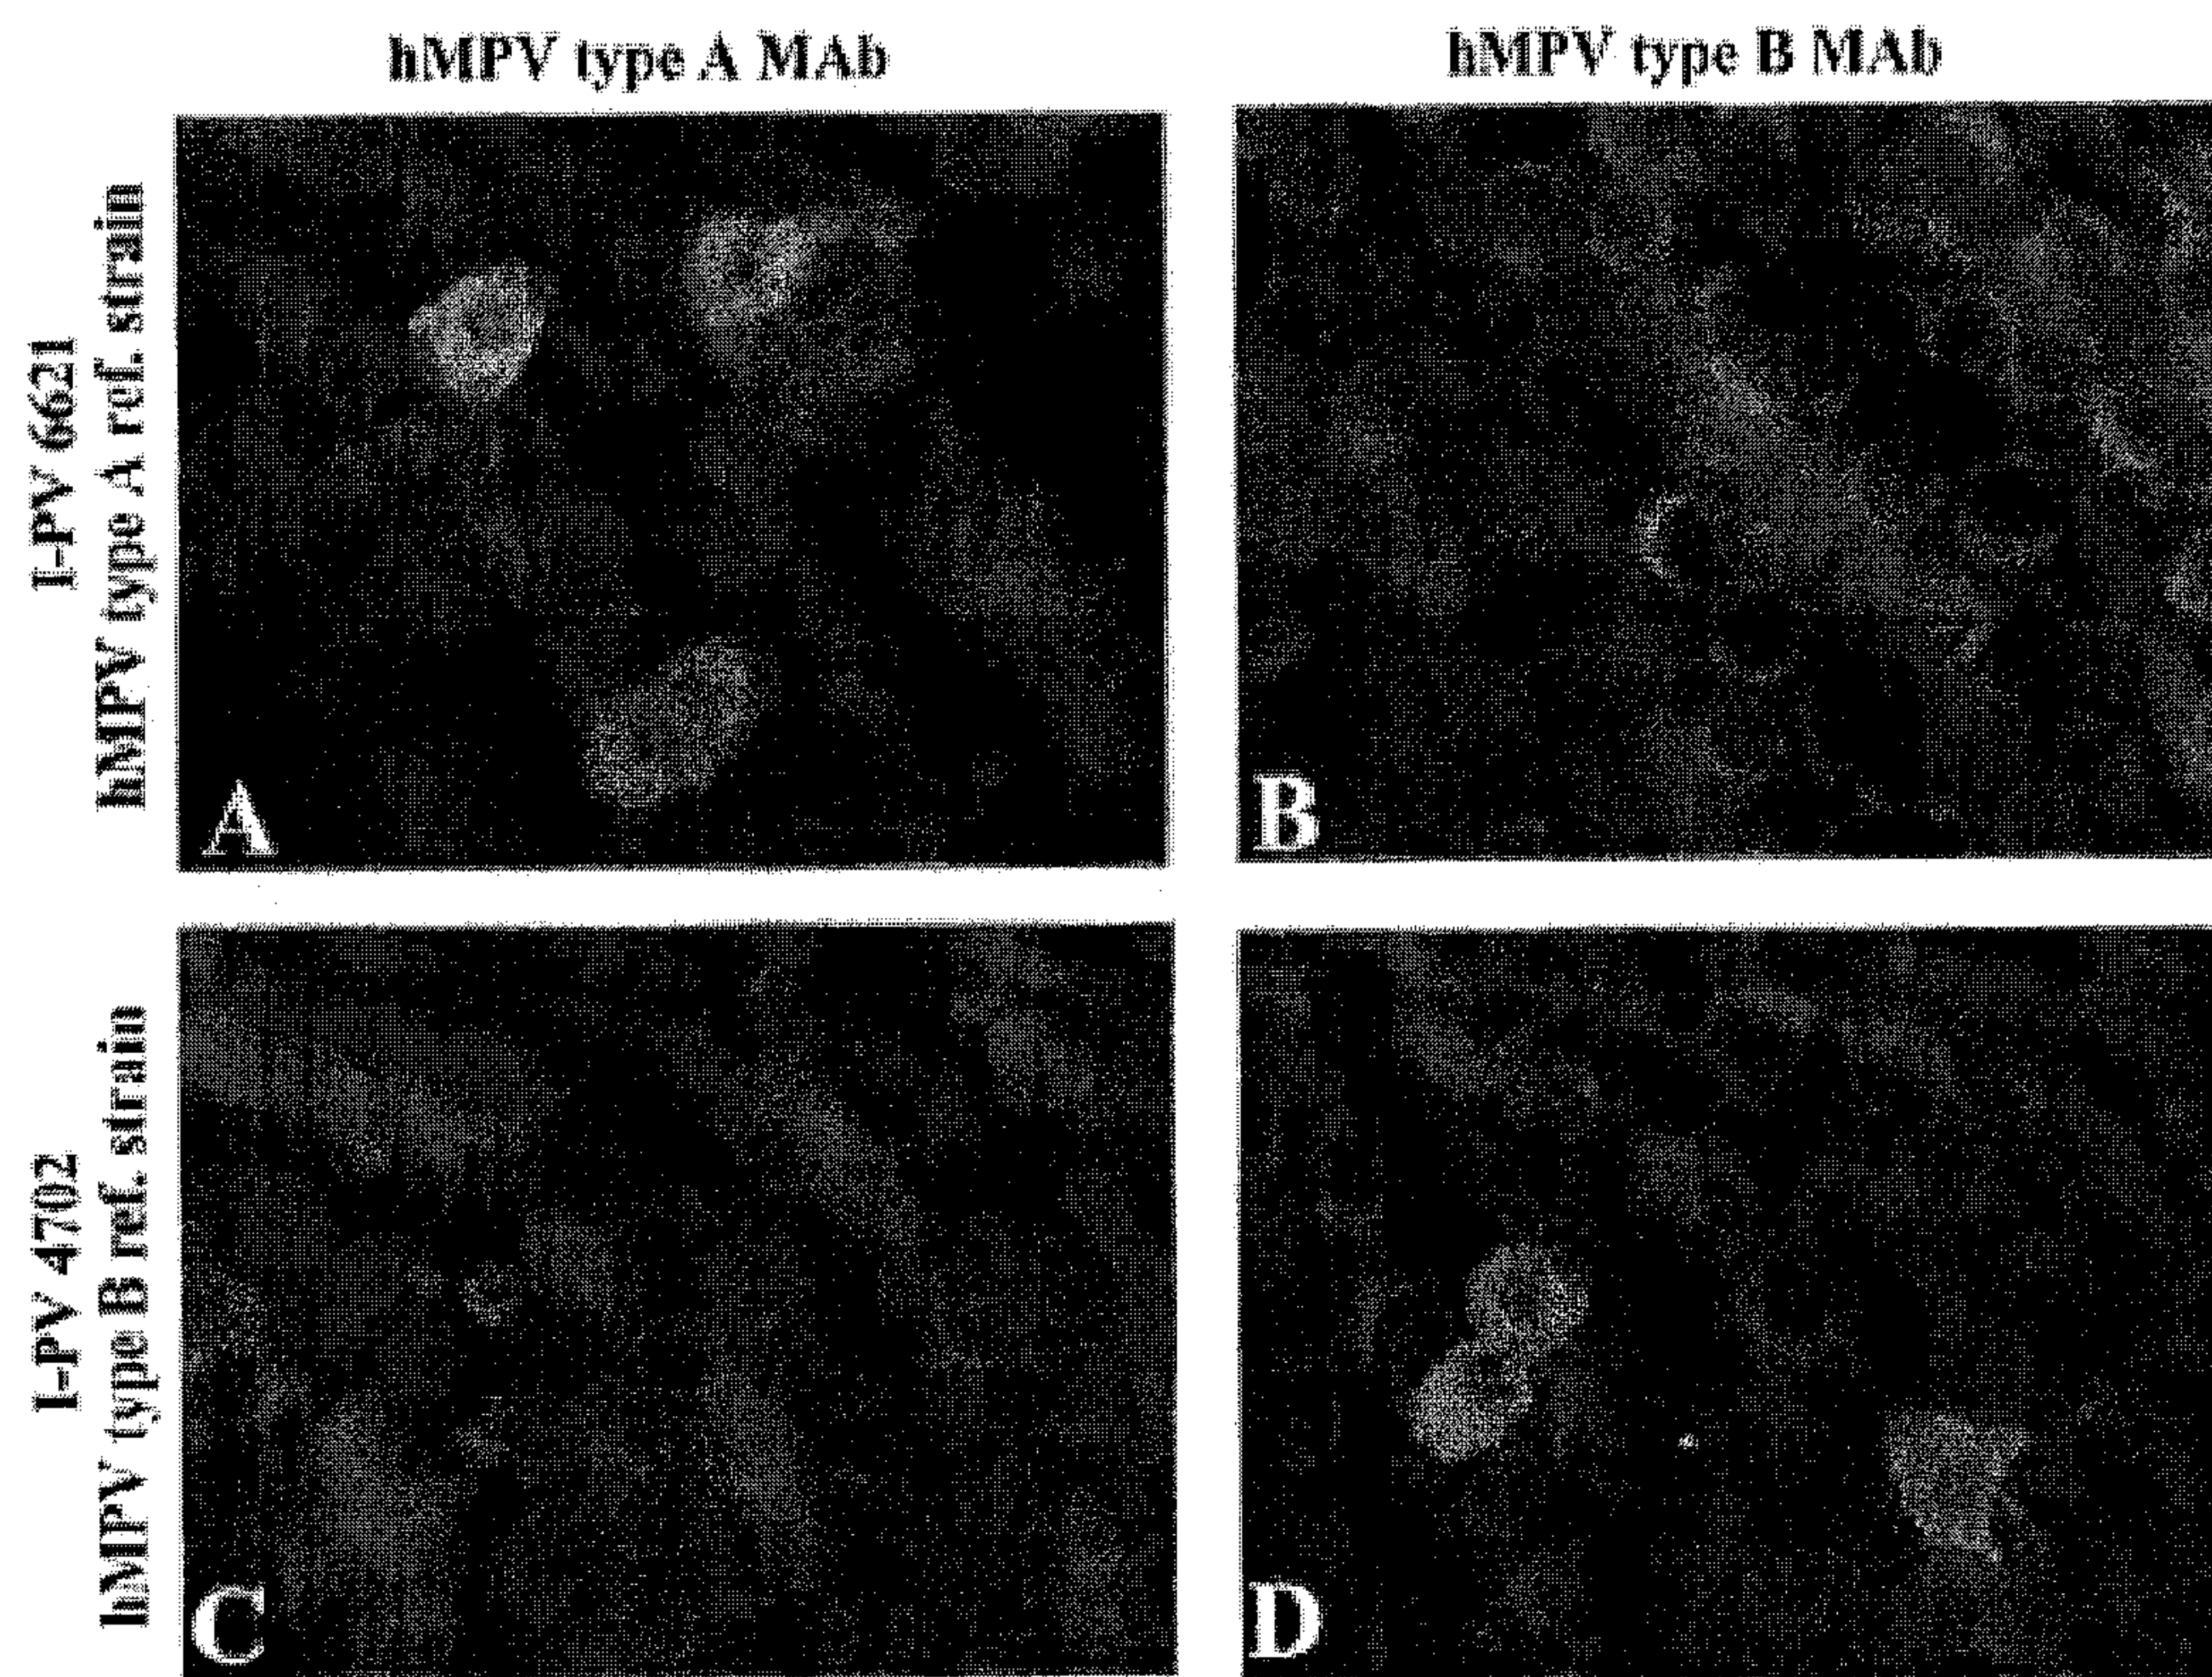 hMPV type A MAb
hMPV type B MAb
I-PV 6621
hMPV type A ref. strain
A
B
I-PV 4702
hMPV type B ref. strain
C
D